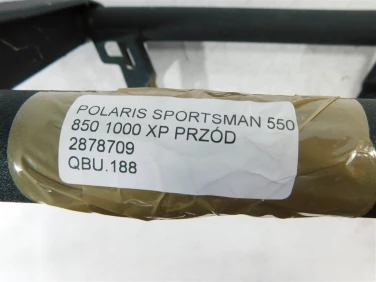 POLARIS SPORTSMAN 550
850 1000 XP PRZÓD
2878709
QBU.188